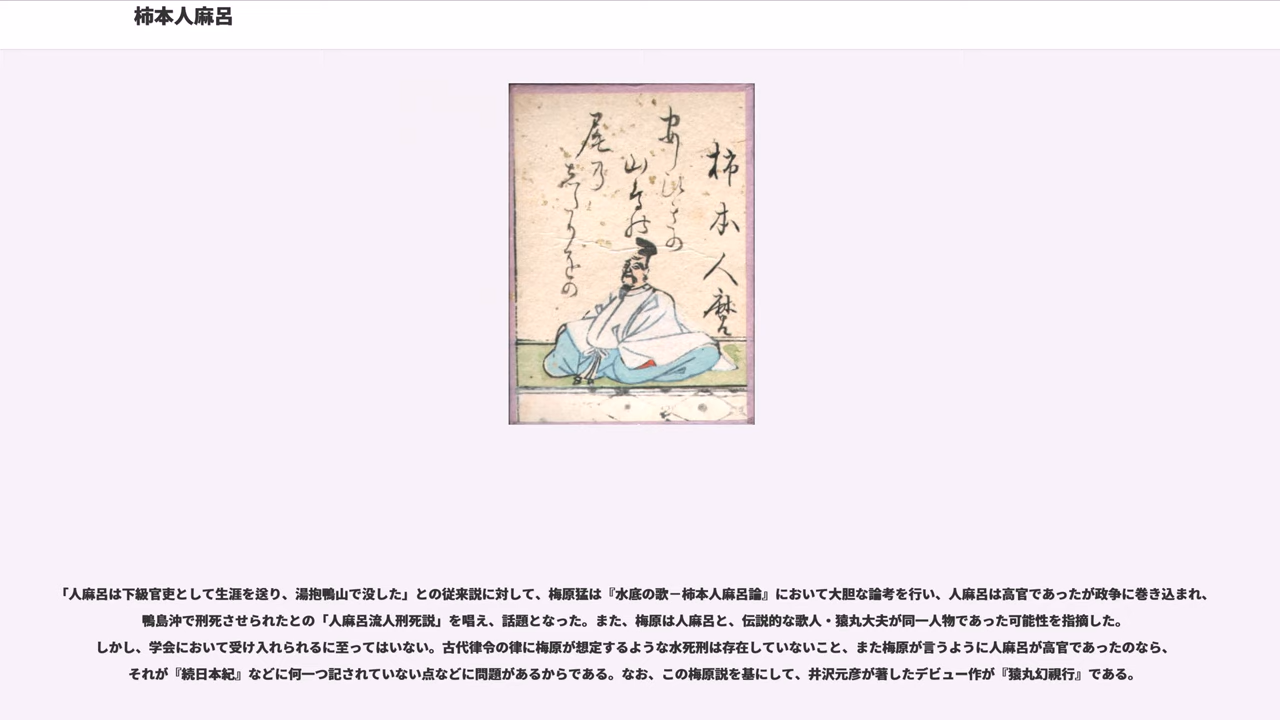 柿本人麻呂
柿本人麿
安し比きの
山鳥の
尾乃
志たり尾の
「人麻呂は下級官吏として生涯を送り、湯抱鴨山で没した」との従来説に対して、梅原猛は『水底の歌－柿本人麻呂論』において大胆な論考を行い、人麻呂は高官であったが政争に巻き込まれ、
鴨島沖で刑死させられたとの「人麻呂流人刑死説」を唱え、話題となった。また、梅原は人麻呂と、伝説的な歌人・猿丸大夫が同一人物であった可能性を指摘した。
しかし、学会において受け入れられるに至ってはいない。古代律令の律に梅原が想定するような水死刑は存在していないこと、また梅原が言うように人麻呂が高官であったのなら、
それが『続日本紀』などに何一つ記されていない点などに問題があるからである。なお、この梅原説を基にして、井沢元彦が著したデビュー作が『猿丸幻視行』である。